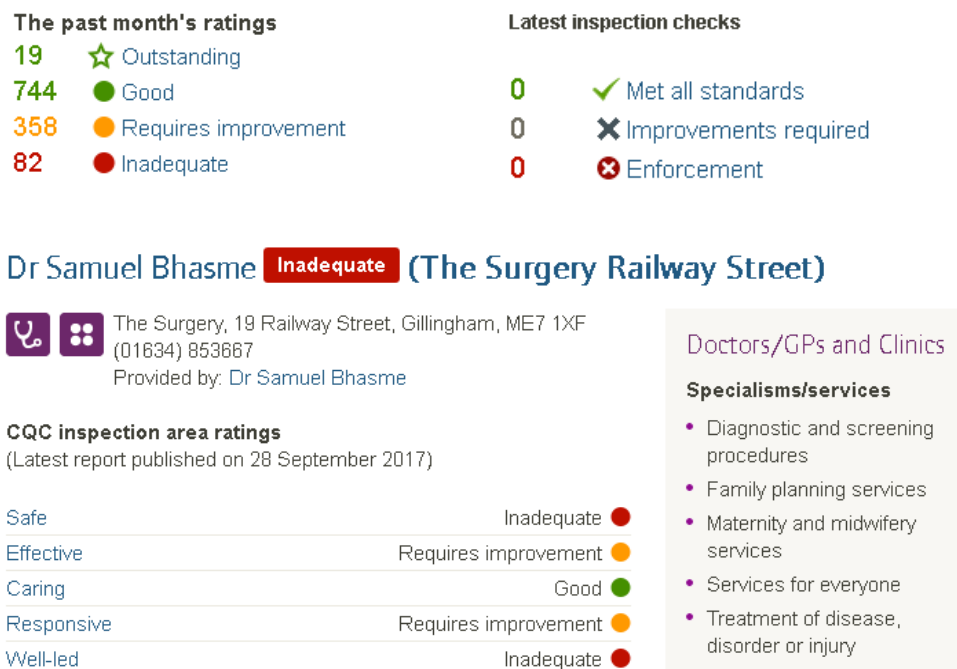 The past month's ratings
19 Outstanding
744 Good
358 Requires improvement
82 Inadequate
Latest inspection checks
0 Met all standards
0 Improvements required
0 Enforcement
Dr Samuel Bhasme Inadequate (The Surgery Railway Street)
The Surgery, 19 Railway Street, Gillingham, ME7 1XF
(01634) 853667
Provided by: Dr Samuel Bhasme
CQC inspection area ratings
(Latest report published on 28 September 2017)
Safe Inadequate
Effective Requires improvement
Caring Good
Responsive Requires improvement
Well-led Inadequate
Doctors/GPs and Clinics
Specialisms/services
• Diagnostic and screening
procedures
• Family planning services
• Maternity and midwifery
services
• Services for everyone
• Treatment of disease,
disorder or injury